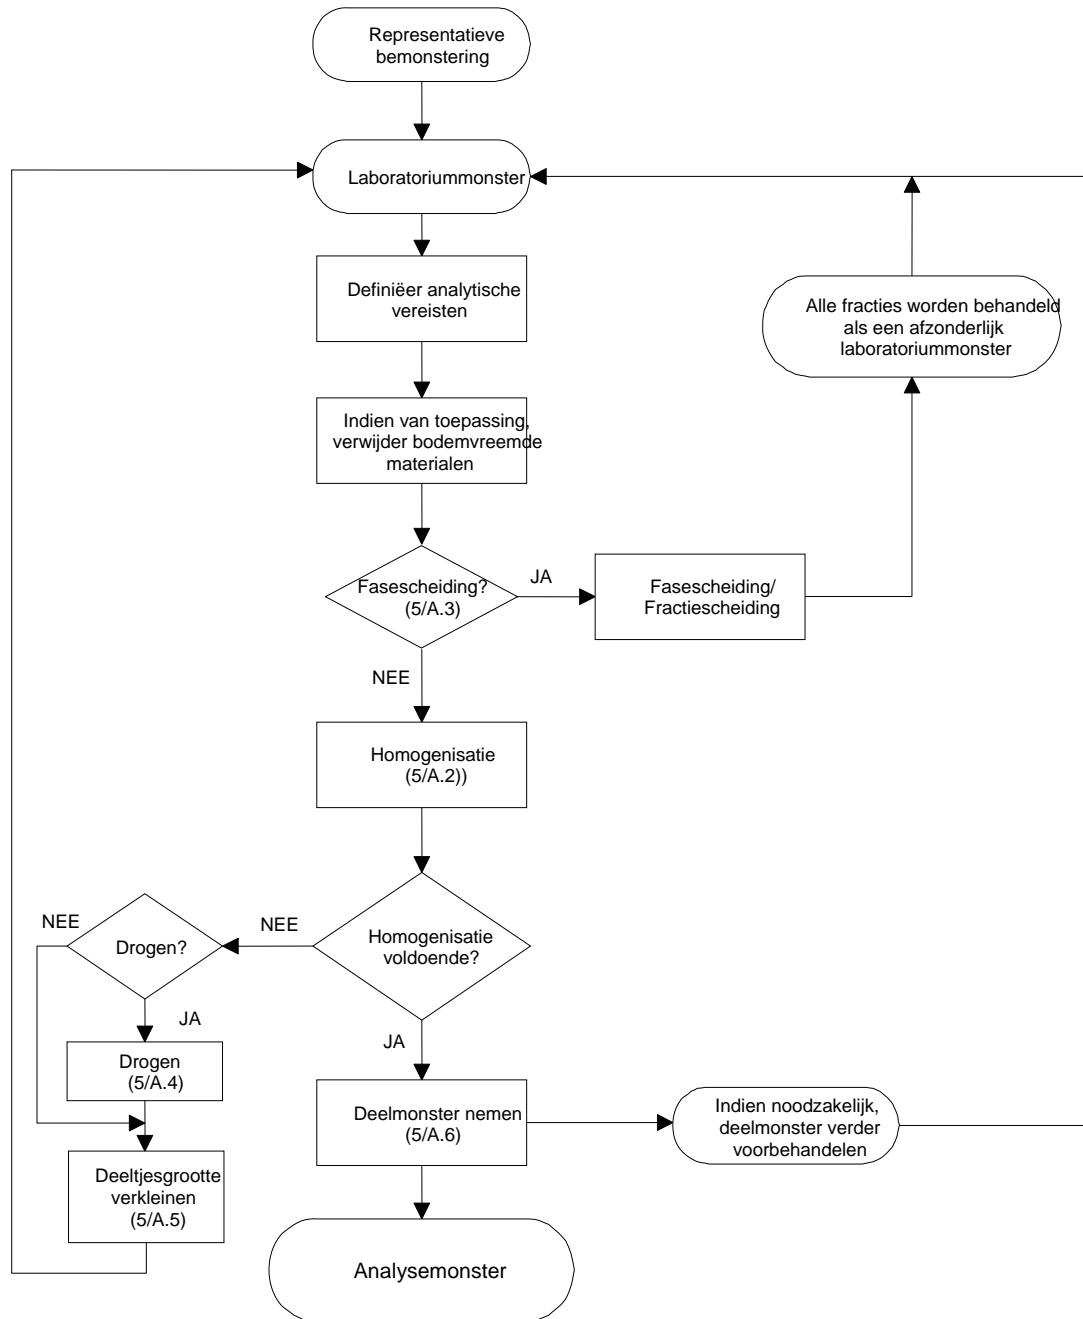 Representatieve
bemonstering
Laboratoriummonster
Definiëer analytische
vereisten
Alle fracties worden behandeld
als een afzonderlijk
laboratoriummonster
Indien van toepassing,
verwijder bodemvreemde
materialen
Fasescheiding?
(5/A.3)
JA
Fasescheiding/
Fractiescheiding
NEE
Homogenisatie
(5/A.2))
Homogenisatie
voldoende?
NEE
Drogen?
NEE
JA
Drogen
(5/A.4)
Deeltjesgrootte
verkleinen
(5/A.5)
JA
Deelmonster nemen
(5/A.6)
Indien noodzakelijk,
deelmonster verder
voorbehandelen
Analysemonster